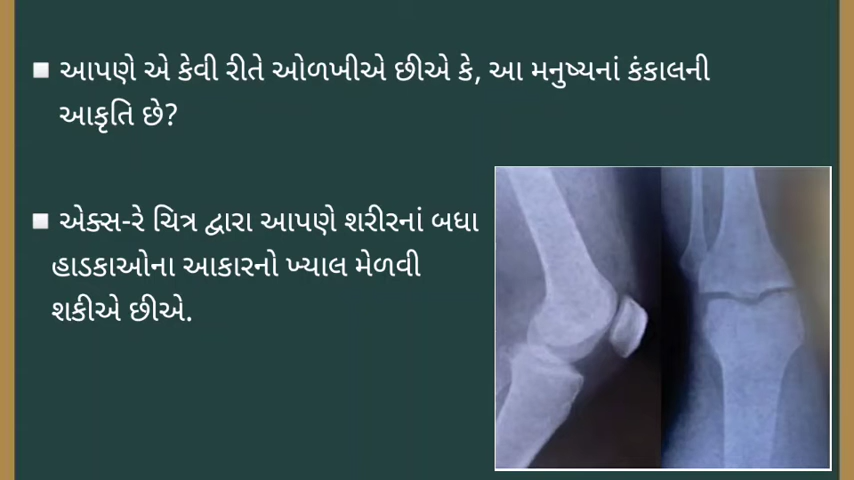 આપણે એ કેવી રીતે ઓળખીએ છીએ કે, આ મનુષ્યનાં કંકાલની
આકૃતિ છે?
એક્સ-રે ચિત્ર દ્વારા આપણે શરીરનાં બધા
હાડકાઓના આકારનો ખ્યાલ મેળવી
શકીએ છીએ.